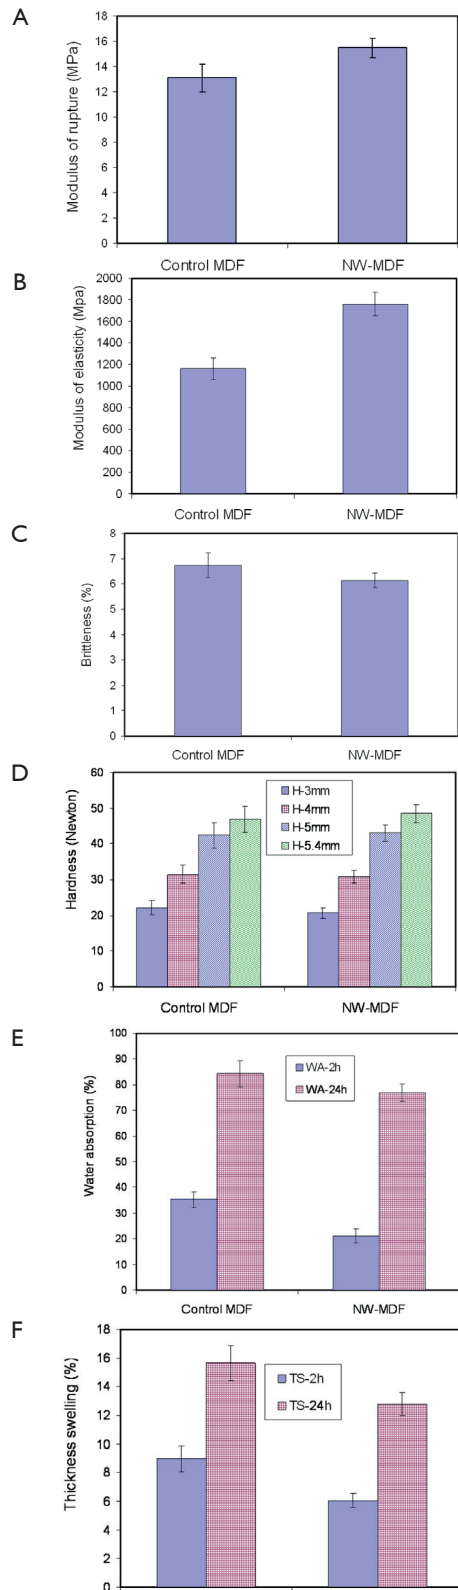 A
Modulus of rupture (MPa)
18
16
14
12
10
8
6
4
2
0
Control MDF NW-MDF
B
Modulus of elasticity (Mpa)
2000
1800
1600
1400
1200
1000
800
600
400
200
0
Control MDF NW-MDF
C
Brittleness (%)
8
7
6
5
4
3
2
1
0
Control MDF NW-MDF
D
Hardness (Newton)
60
50
40
30
20
10
0
H-3mm
H-4mm
H-5mm
H-5.4mm
Control MDF NW-MDF
E
Water absorption (%)
100
90
80
70
60
50
40
30
20
10
0
WA-2h
WA-24h
Control MDF NW-MDF
F
Thickness swelling (%)
18
16
14
12
10
8
6
4
2
0
TS-2h
TS-24h